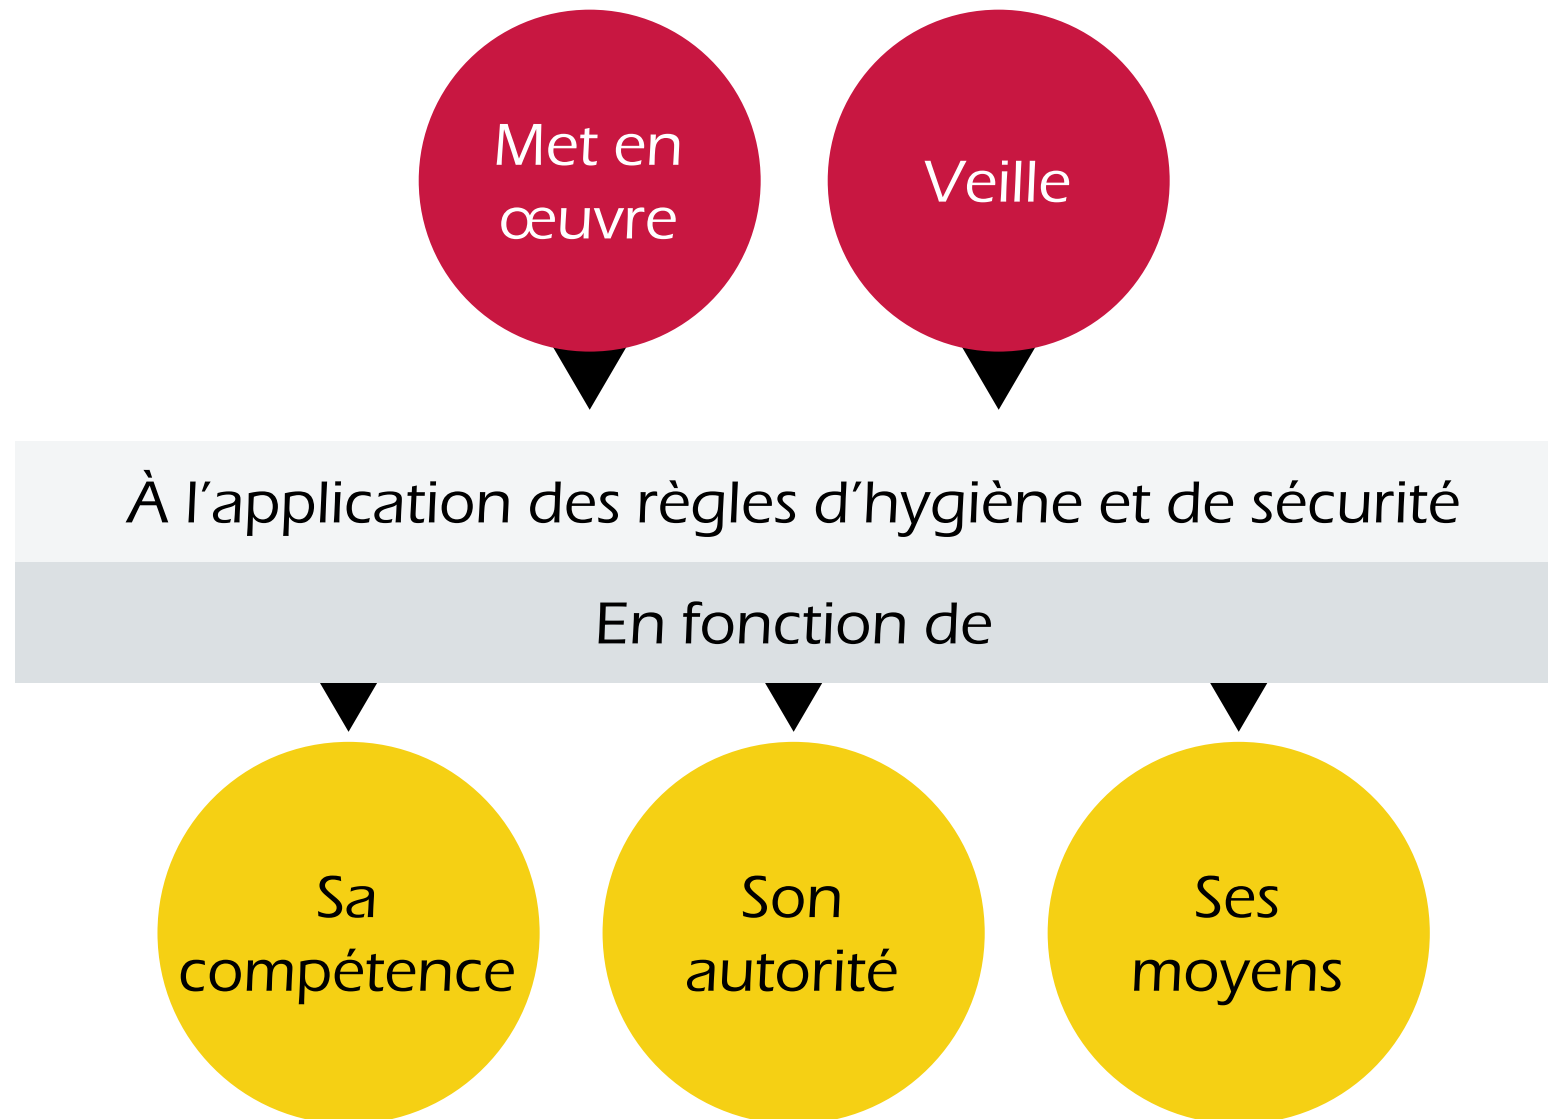 Met en
œuvre
Veille
À l’application des règles d’hygiène et de sécurité
En fonction de
Sa
compétence
Son
autorité
Ses
moyens